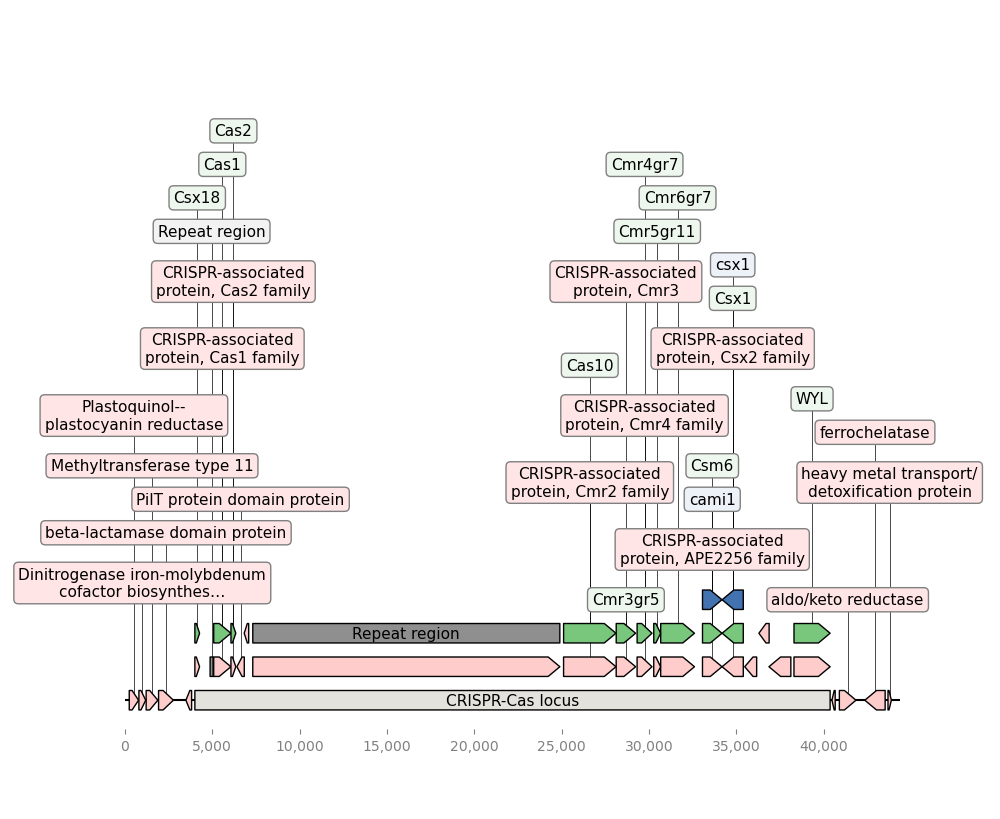 Cas2
Cas1
Cmr4gr7
Csx18
Cmr6gr7
Repeat region
Cmr5gr11
csx1
CRISPR-associated
protein, Cas2 family
CRISPR-associated
protein, Cmr3
Csx1
CRISPR-associated
protein, Cas1 family
CRISPR-associated
protein, Csx2 family
Cas10
WYL
Plastoquinol--
plastocyanin reductase
CRISPR-associated
protein, Cmr4 family
ferrochelatase
Methyltransferase type 11
Csm6
CRISPR-associated
protein, Cmr2 family
heavy metal transport/
detoxification protein
PilT protein domain protein
cami1
beta-lactamase domain protein
CRISPR-associated
protein, APE2256 family
Dinitrogenase iron-molybdenum
cofactor biosynthes...
Cmr3gr5
aldo/keto reductase
Repeat region
CRISPR-Cas locus
0 5,000 10,000 15,000 20,000 25,000 30,000 35,000 40,000